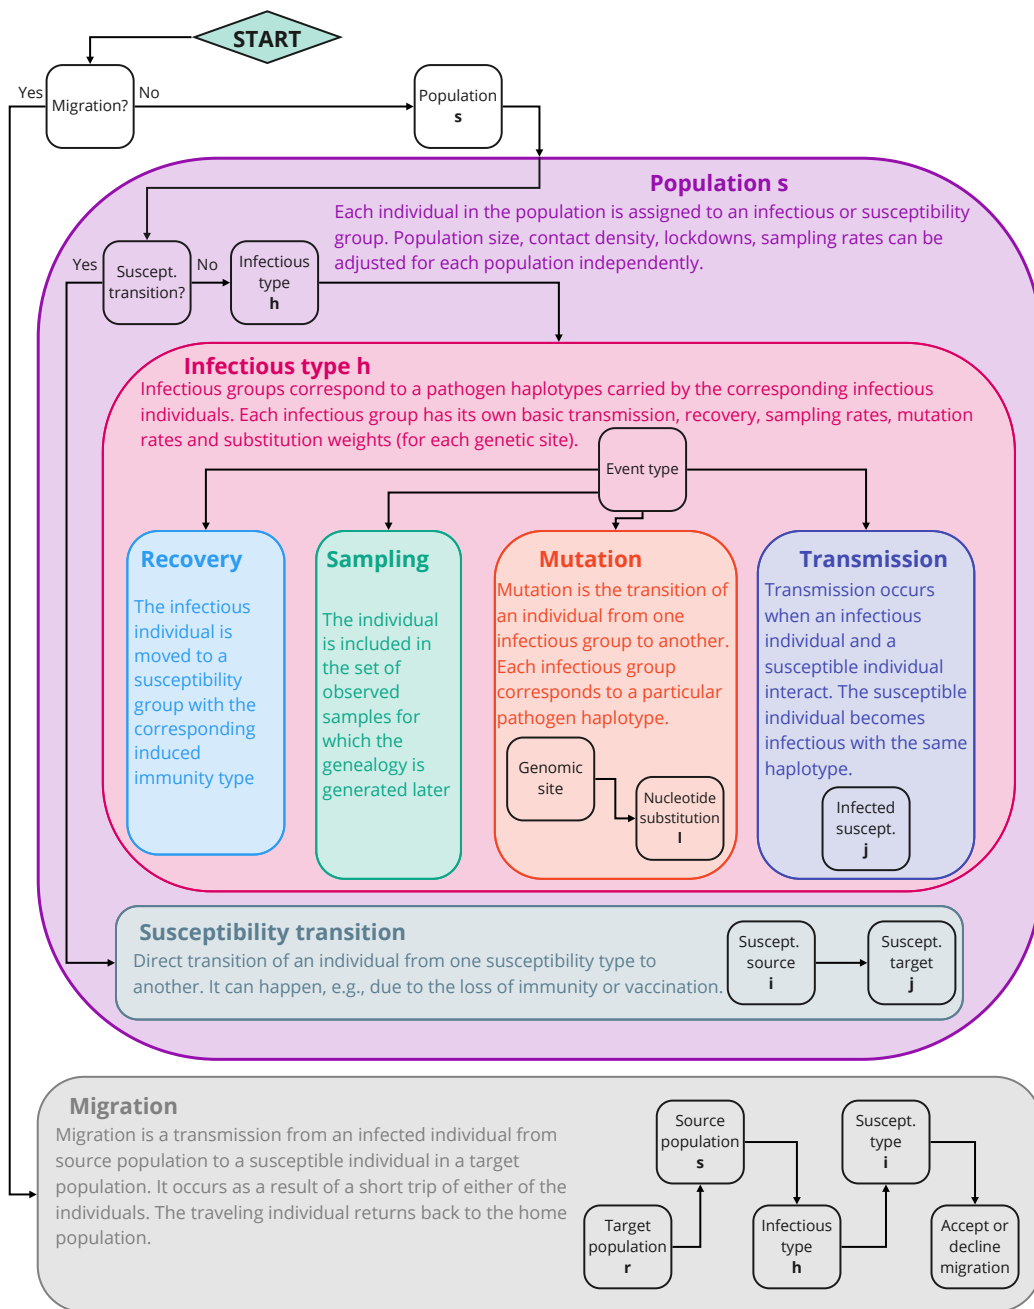 START
Yes
Migration?
No
Population
s
Population s
Each individual in the population is assigned to an infectious or susceptibility
group. Population size, contact density, lockdowns, sampling rates can be
adjusted for each population independently.
Yes
Suscept.
transition?
No
Infectious
type
h
Infectious type h
Infectious groups correspond to a pathogen haplotypes carried by the corresponding infectious
individuals. Each infectious group has its own basic transmission, recovery, sampling rates, mutation
rates and substitution weights (for each genetic site).
Event type
Recovery
The infectious
individual is
moved to a
susceptibility
group with the
corresponding
induced
immunity type
Sampling
The individual
is included in
the set of
observed
samples for
which the
genealogy is
generated later
Mutation
Mutation is the transition of
an individual from one
infectious group to another.
Each infectious group
corresponds to a particular
pathogen haplotype.
Genomic
site
Nucleotide
substitution
l
Transmission
Transmission occurs
when an infectious
individual and a
susceptible individual
interact. The susceptible
individual becomes
infectious with the same
haplotype.
Infected
suscept.
j
Susceptibility transition
Direct transition of an individual from one susceptibility type to
another. It can happen, e.g., due to the loss of immunity or vaccination.
Suscept.
source
i
Suscept.
target
j
Migration
Migration is a transmission from an infected individual from
source population to a susceptible individual in a target
population. It occurs as a result of a short trip of either of the
individuals. The traveling individual returns back to the home
population.
Target
population
r
Source
population
s
Infectious
type
h
Suscept.
type
i
Accept or
decline
migration